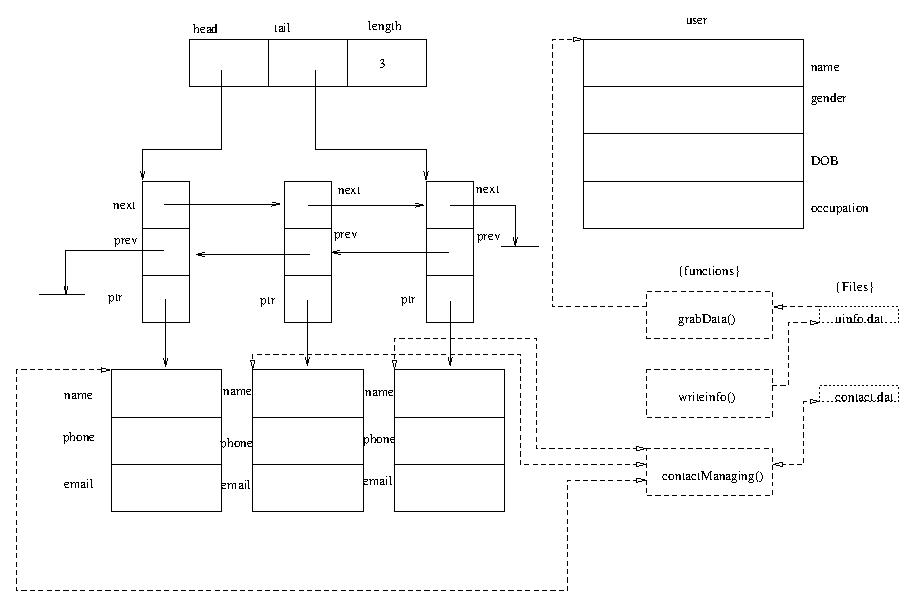 head tail length
3
user
name
gender
DOB
occupation
next next next
prev prev prev
ptr ptr ptr
{functions}
{Files}
grabData()
uinfo.dat
writeinfo()
contact.dat
contactManaging()
name name name
phone phone phone
email email email